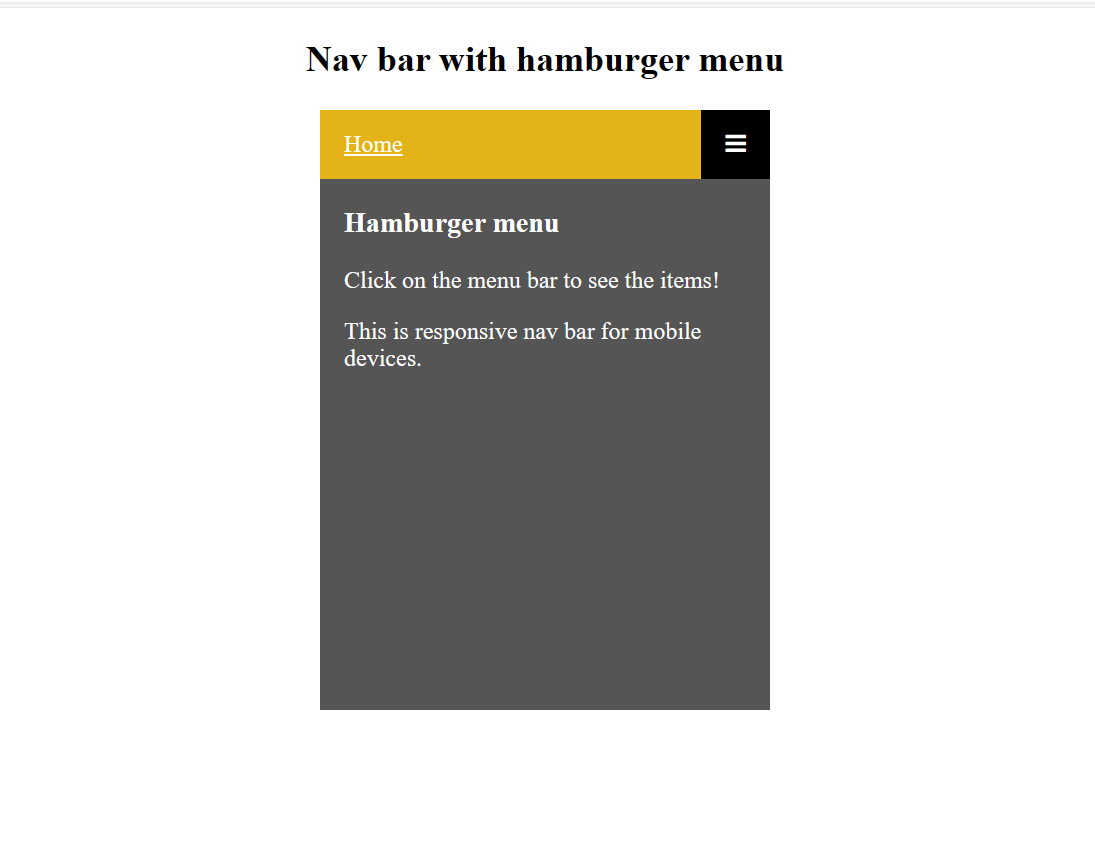 Nav bar with hamburger menu
Home
Hamburger menu
Click on the menu bar to see the items!
This is responsive nav bar for mobile
devices.